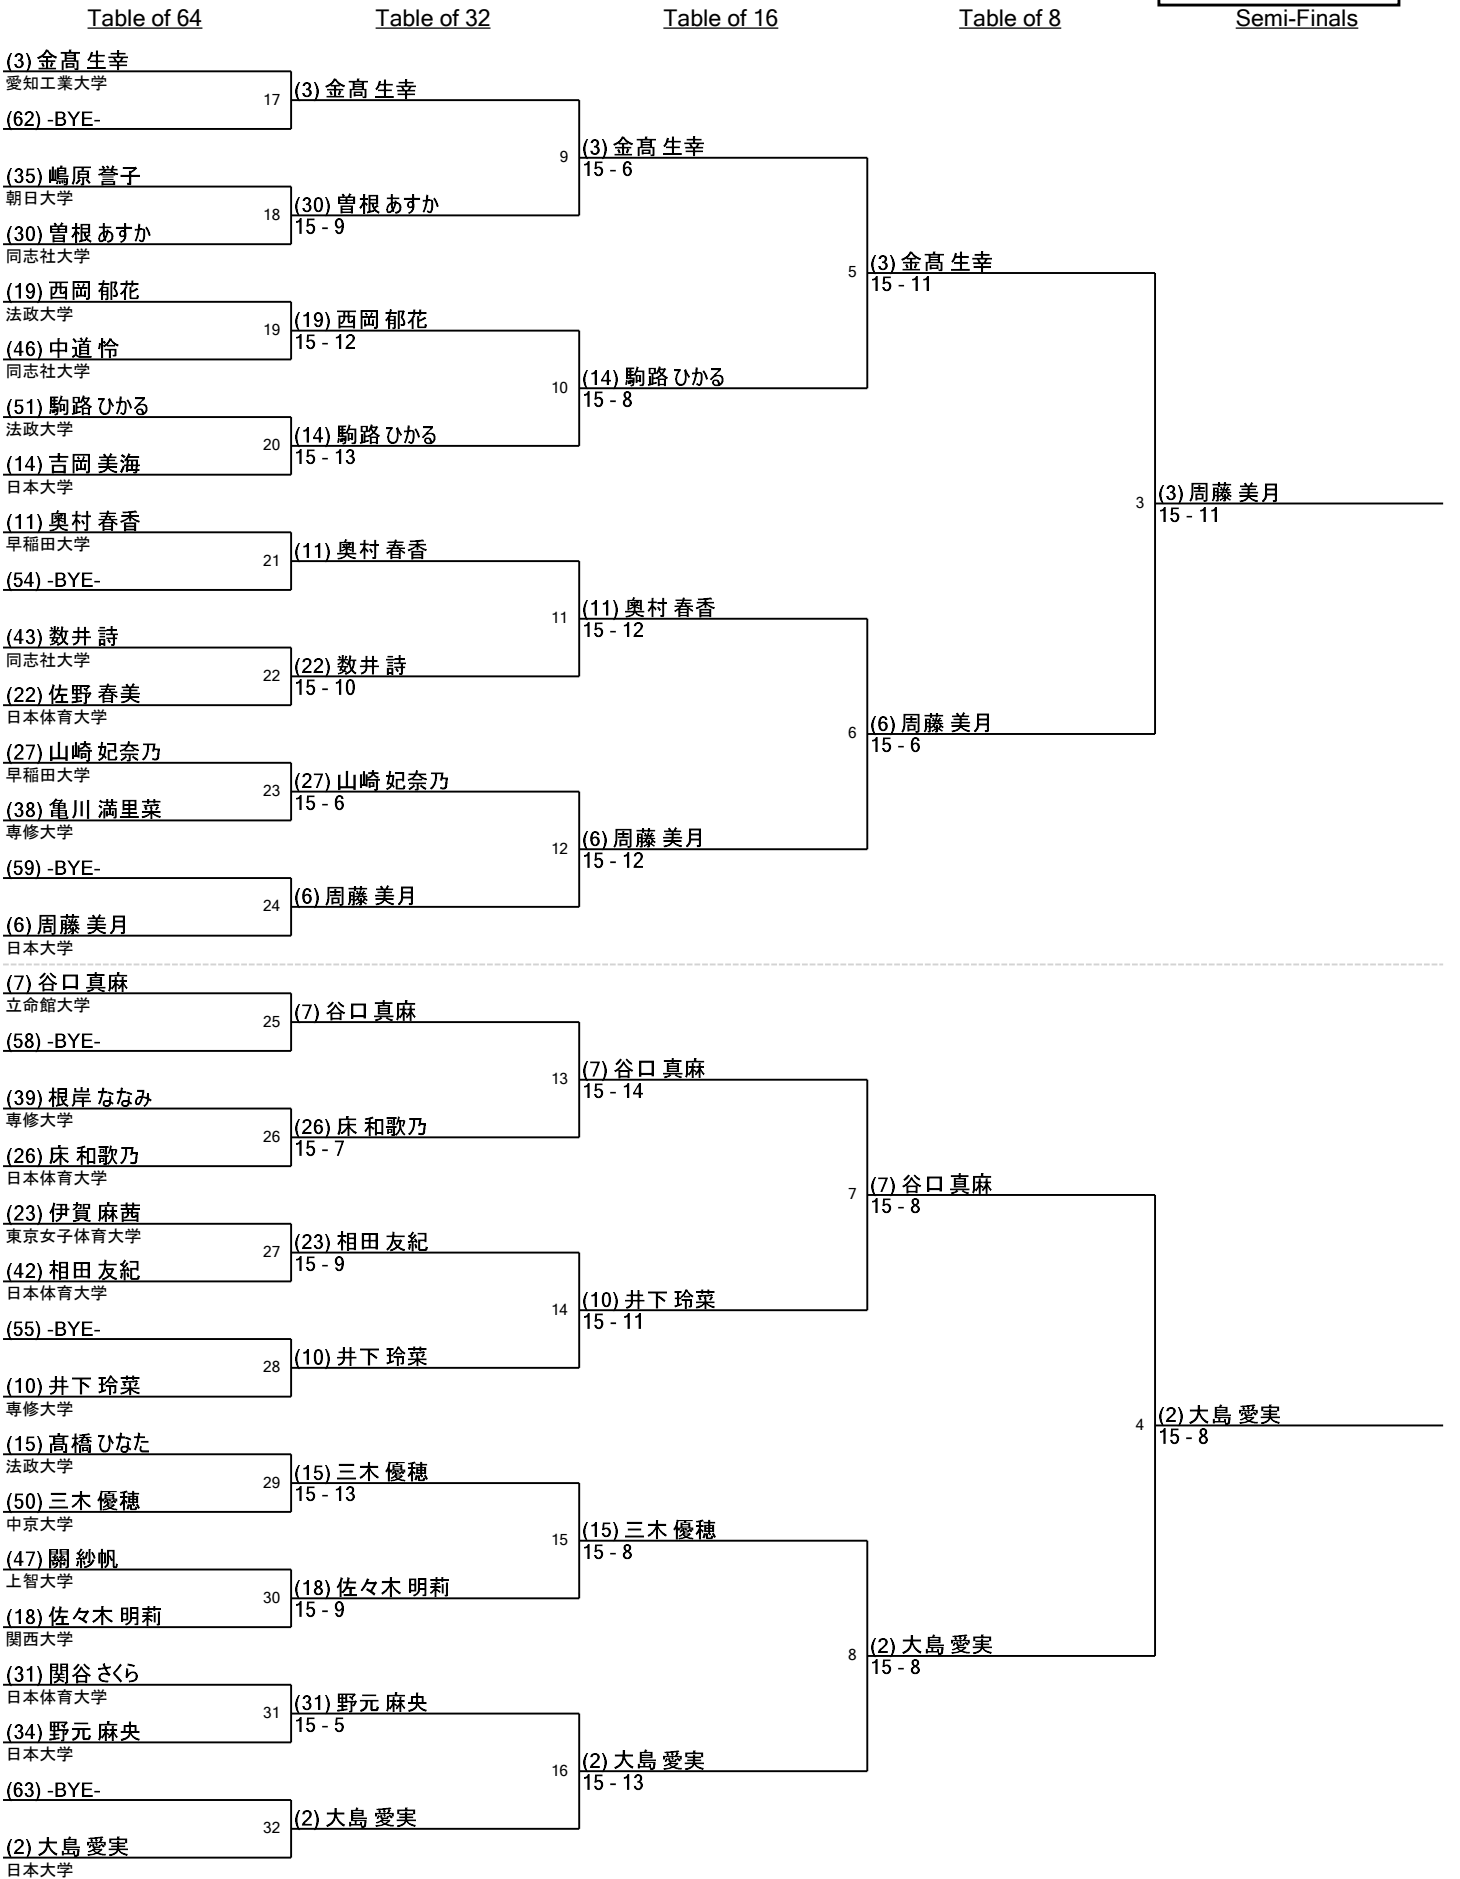 Table of 64
Table of 32
Table of 16
Table of 8
Semi-Finals
(3) 金髙 生幸
愛知工業大学
17
(62) -BYE-
(35) 嶋原 誉子
朝日大学
18
(30) 曽根 あすか
同志社大学
(19) 西岡 郁花
法政大学
19
(46) 中道 怜
同志社大学
(51) 駒路 ひかる
法政大学
20
(14) 吉岡 美海
日本大学
(11) 奥村 春香
早稲田大学
21
(54) -BYE-
(43) 数井 詩
同志社大学
22
(22) 佐野 春美
日本体育大学
(27) 山崎 妃奈乃
早稲田大学
23
(38) 亀川 満里菜
専修大学
(59) -BYE-
24
(6) 周藤 美月
日本大学
(7) 谷口 真麻
立命館大学
25
(58) -BYE-
(39) 根岸 ななみ
専修大学
26
(26) 床 和歌乃
日本体育大学
(23) 伊賀 麻茜
東京女子体育大学
27
(42) 相田 友紀
日本体育大学
(55) -BYE-
28
(10) 井下 玲菜
専修大学
(15) 髙橋 ひなた
法政大学
29
(50) 三木 優穂
中京大学
(47) 關 紗帆
上智大学
30
(18) 佐々木 明莉
関西大学
(31) 関谷 さくら
日本体育大学
31
(34) 野元 麻央
日本大学
(63) -BYE-
32
(2) 大島 愛実
日本大学
(3) 金髙 生幸
9
(30) 曽根 あすか
15 - 9
(19) 西岡 郁花
15 - 12
10
(14) 駒路 ひかる
15 - 13
(11) 奥村 春香
11
(22) 数井 詩
15 - 10
(27) 山崎 妃奈乃
15 - 6
12
(6) 周藤 美月
(7) 谷口 真麻
13
(26) 床 和歌乃
15 - 7
(23) 相田 友紀
15 - 9
14
(10) 井下 玲菜
(15) 三木 優穂
15 - 13
15
(18) 佐々木 明莉
15 - 9
(31) 野元 麻央
15 - 5
16
(2) 大島 愛実
(3) 金髙 生幸
15 - 6
5
(14) 駒路 ひかる
15 - 8
(11) 奥村 春香
15 - 12
6
(6) 周藤 美月
15 - 12
(7) 谷口 真麻
15 - 14
7
(10) 井下 玲菜
15 - 11
(15) 三木 優穂
15 - 8
8
(2) 大島 愛実
15 - 13
(3) 金髙 生幸
15 - 11
3
(6) 周藤 美月
15 - 6
(7) 谷口 真麻
15 - 8
4
(2) 大島 愛実
15 - 8
(3) 周藤 美月
15 - 11
(2) 大島 愛実
15 - 8